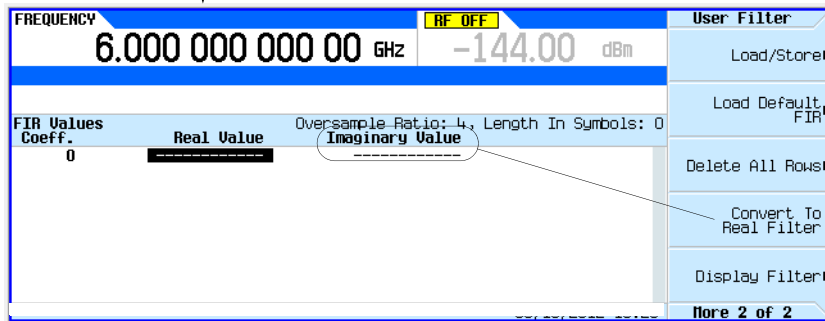 FREQUENCY
6.000 000 000 00 GHz
RF OFF
-144.00 dBm
User Filter
Load/Store
Load Default FIR
Delete All Rows
Convert To Real Filter
Display Filter
More 2 of 2
FIR Values
Oversample Ratio: 4, Length In Symbols: 0
Coeff. Real Value Imaginary Value
0 ------------ ------------